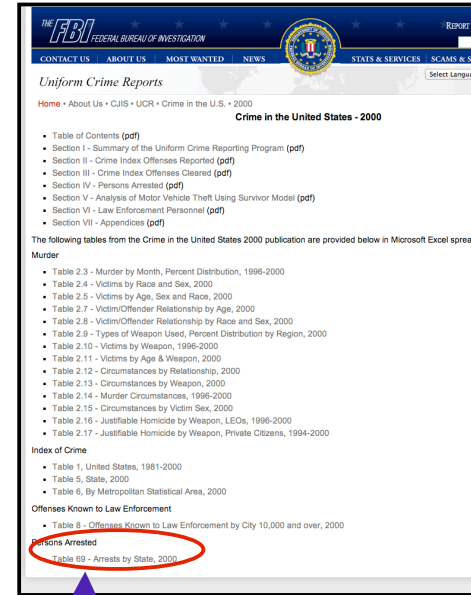 THE FBI FEDERAL BUREAU OF INVESTIGATION
REPORT
CONTACT US ABOUT US MOST WANTED NEWS STATS & SERVICES SCAMS & S
Select Langua
Uniform Crime Reports
Home • About Us • CJIS • UCR • Crime in the U.S. • 2000
Crime in the United States - 2000
Table of Contents (pdf)
Section I - Summary of the Uniform Crime Reporting Program (pdf)
Section II - Crime Index Offenses Reported (pdf)
Section III - Crime Index Offenses Cleared (pdf)
Section IV - Persons Arrested (pdf)
Section V - Analysis of Motor Vehicle Theft Using Survivor Model (pdf)
Section VI - Law Enforcement Personnel (pdf)
Section VII - Appendices (pdf)
The following tables from the Crime in the United States 2000 publication are provided below in Microsoft Excel sprea
Murder
Table 2.3 - Murder by Month, Percent Distribution, 1996-2000
Table 2.4 - Victims by Race and Sex, 2000
Table 2.5 - Victims by Age, Sex and Race, 2000
Table 2.7 - Victim/Offender Relationship by Age, 2000
Table 2.8 - Victim/Offender Relationship by Race and Sex, 2000
Table 2.9 - Types of Weapon Used, Percent Distribution by Region, 2000
Table 2.10 - Victims by Weapon, 1996-2000
Table 2.11 - Victims by Age & Weapon, 2000
Table 2.12 - Circumstances by Relationship, 2000
Table 2.13 - Circumstances by Weapon, 2000
Table 2.14 - Murder Circumstances, 1996-2000
Table 2.15 - Circumstances by Victim Sex, 2000
Table 2.16 - Justifiable Homicide by Weapon, LEOs, 1996-2000
Table 2.17 - Justifiable Homicide by Weapon, Private Citizens, 1994-2000
Index of Crime
Table 1, United States, 1981-2000
Table 5, State, 2000
Table 6, By Metropolitan Statistical Area, 2000
Offenses Known to Law Enforcement
Table 8 - Offenses Known to Law Enforcement by City 10,000 and over, 2000
Persons Arrested
Table 69 - Arrests by State, 2000